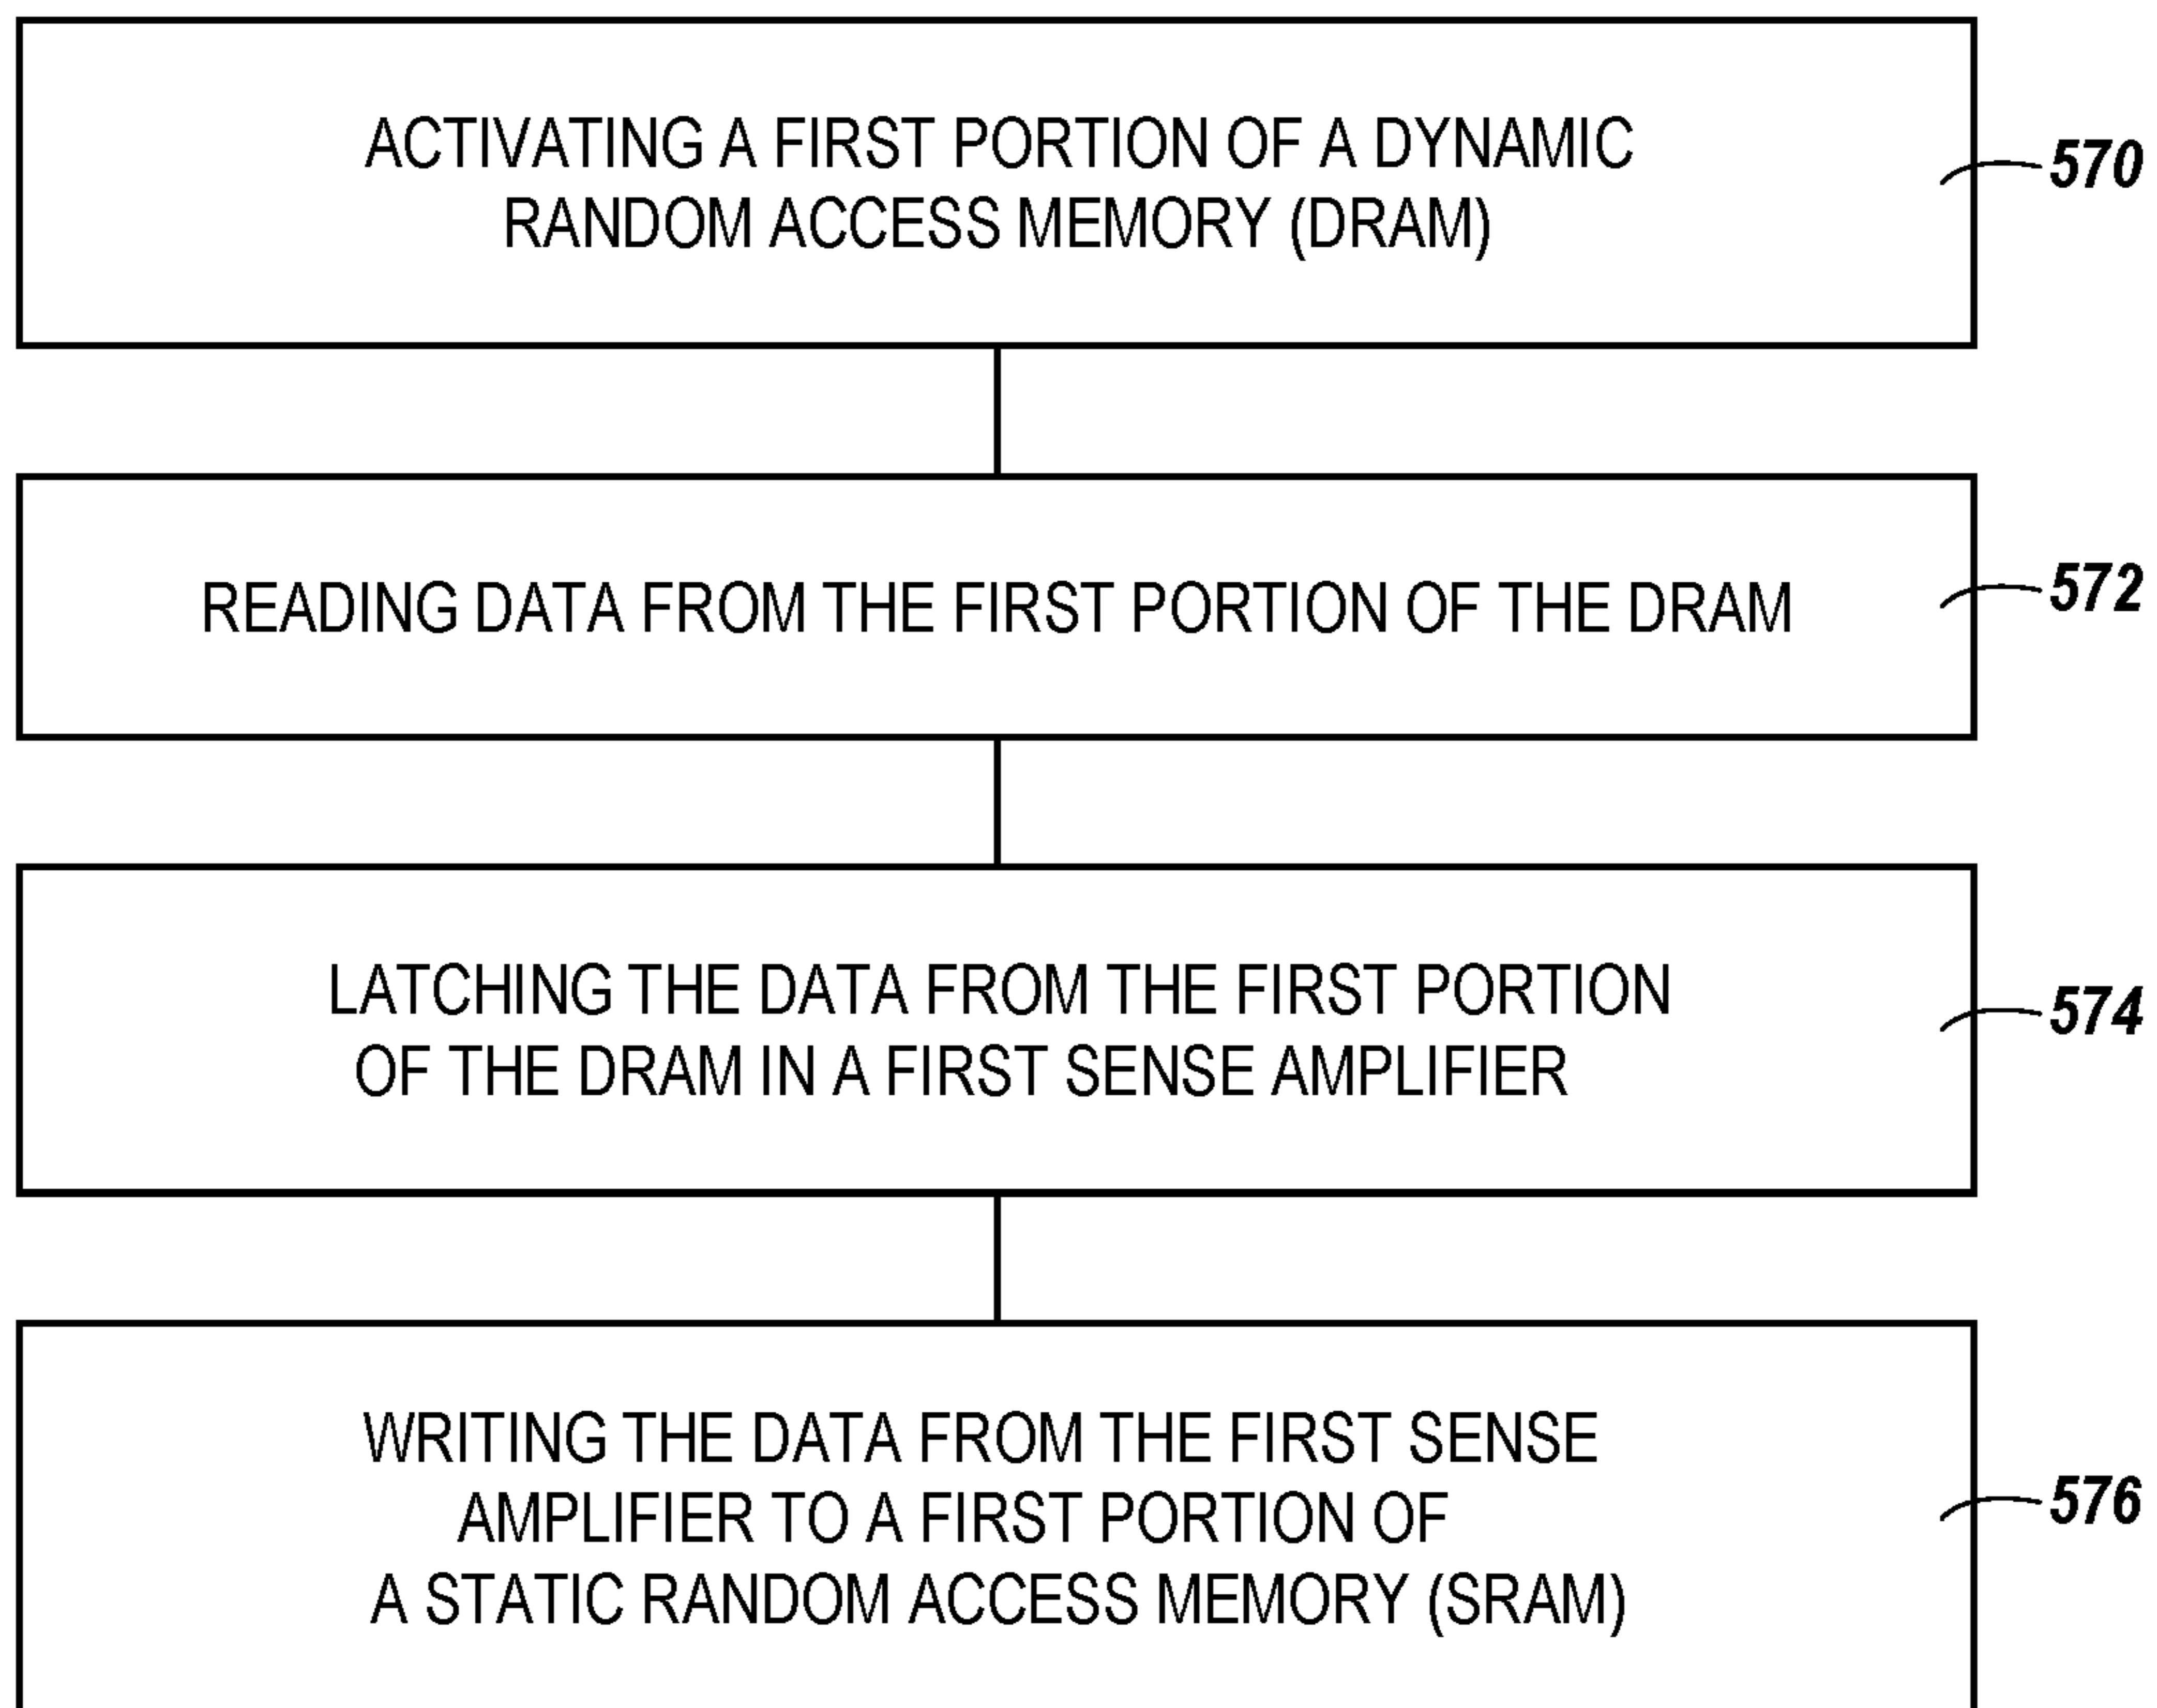 ACTIVATING A FIRST PORTION OF A DYNAMIC
RANDOM ACCESS MEMORY (DRAM)
570
READING DATA FROM THE FIRST PORTION OF THE DRAM
572
LATCHING THE DATA FROM THE FIRST PORTION
OF THE DRAM IN A FIRST SENSE AMPLIFIER
574
WRITING THE DATA FROM THE FIRST SENSE
AMPLIFIER TO A FIRST PORTION OF
A STATIC RANDOM ACCESS MEMORY (SRAM)
576